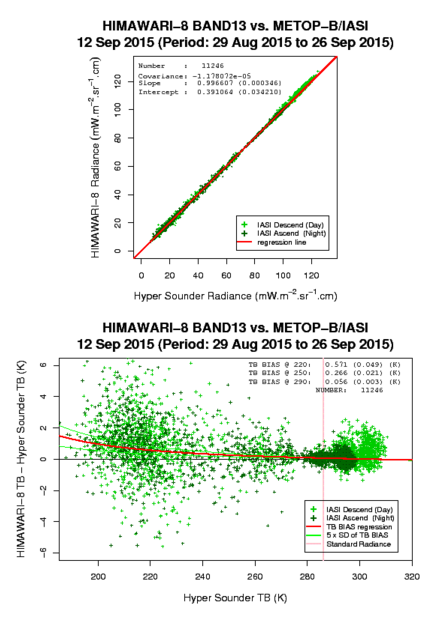 HIMAWARI−8 BAND13 vs. METOP−B/IASI
12 Sep 2015 (Period: 29 Aug 2015 to 26 Sep 2015)
Number : 11246
Covariance: −1.178072e−05
Slope : 0.996607 (0.000346)
Intercept : 0.391064 (0.034210)
HIMAWARI−8 Radiance (mW.m−2.sr−1.cm)
0 20 40 60 80 100 120
IASI Descend (Day)
IASI Ascend (Night)
regression line
0 20 40 60 80 100 120
Hyper Sounder Radiance (mW.m−2.sr−1.cm)
HIMAWARI−8 BAND13 vs. METOP−B/IASI
12 Sep 2015 (Period: 29 Aug 2015 to 26 Sep 2015)
TB BIAS @ 220: 0.571 (0.049) (K)
TB BIAS @ 250: 0.266 (0.021) (K)
TB BIAS @ 290: 0.056 (0.003) (K)
NUMBER: 11246
HIMAWARI−8 TB − Hyper Sounder TB (K)
−6 −4 −2 0 2 4 6
IASI Descend (Day)
IASI Ascend (Night)
TB BIAS regression
5 x SD of TB BIAS
Standard Radiance
200 220 240 260 280 300 320
Hyper Sounder TB (K)